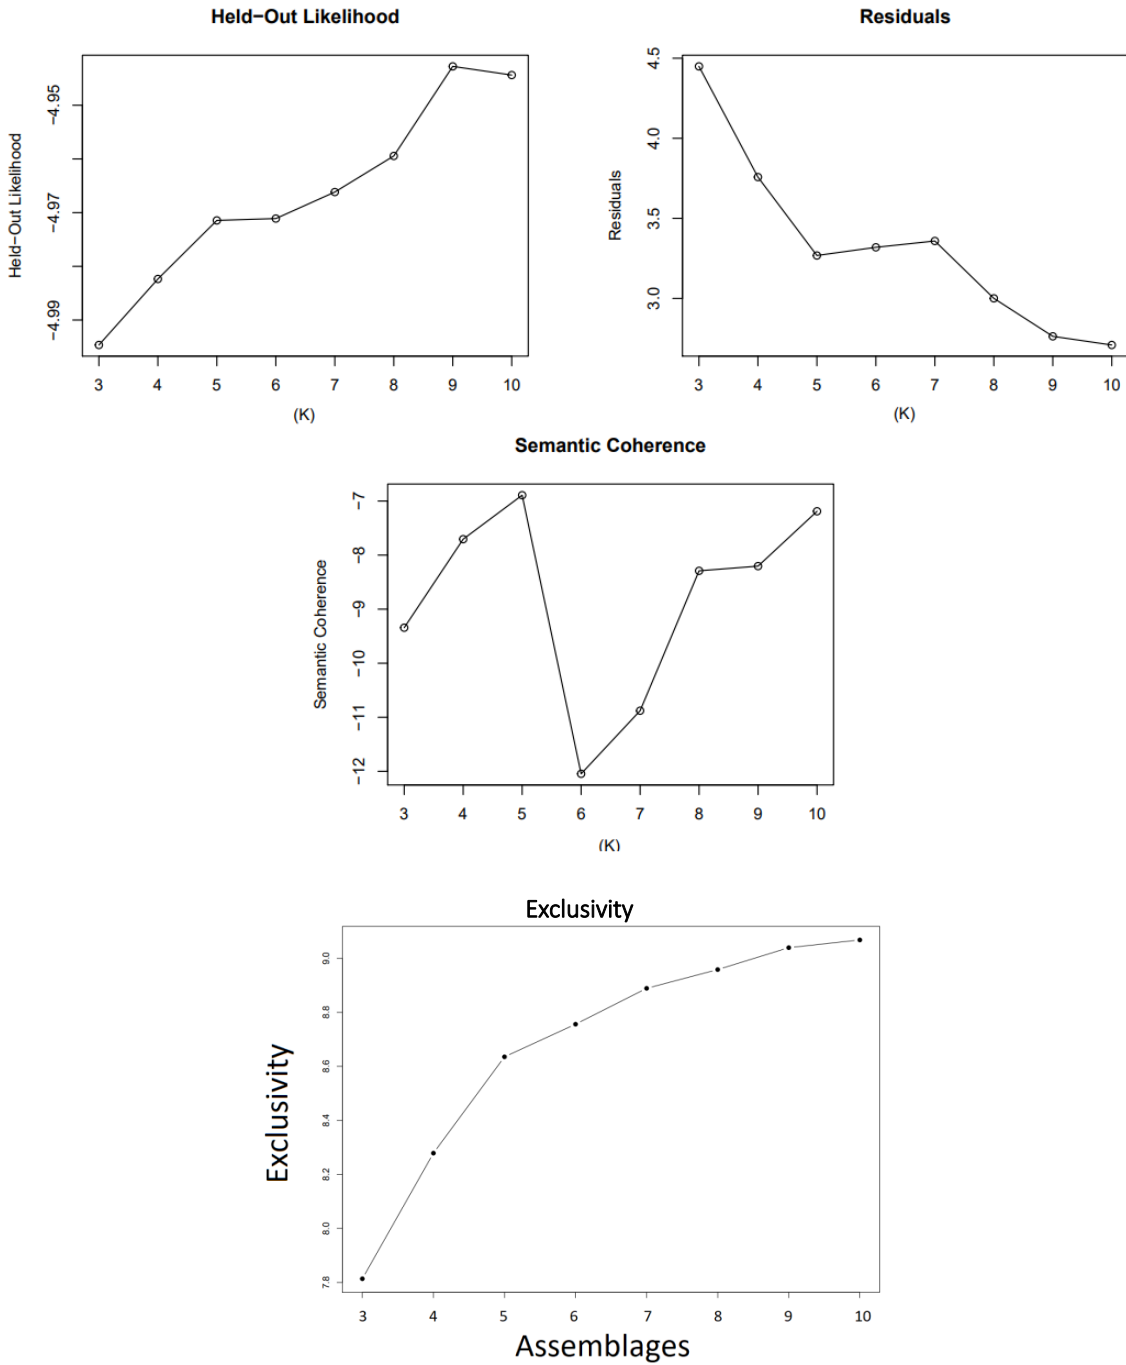 Held−Out Likelihood
Held−Out Likelihood
−4.95
−4.97
−4.99
3 4 5 6 7 8 9 10
(K)
Residuals
Residuals
4.5
4.0
3.5
3.0
3 4 5 6 7 8 9 10
(K)
Semantic Coherence
Semantic Coherence
−7
−8
−9
−10
−11
−12
3 4 5 6 7 8 9 10
(K)
Exclusivity
Exclusivity
9.0
8.8
8.6
8.4
8.2
8.0
7.8
3 4 5 6 7 8 9 10
Assemblages